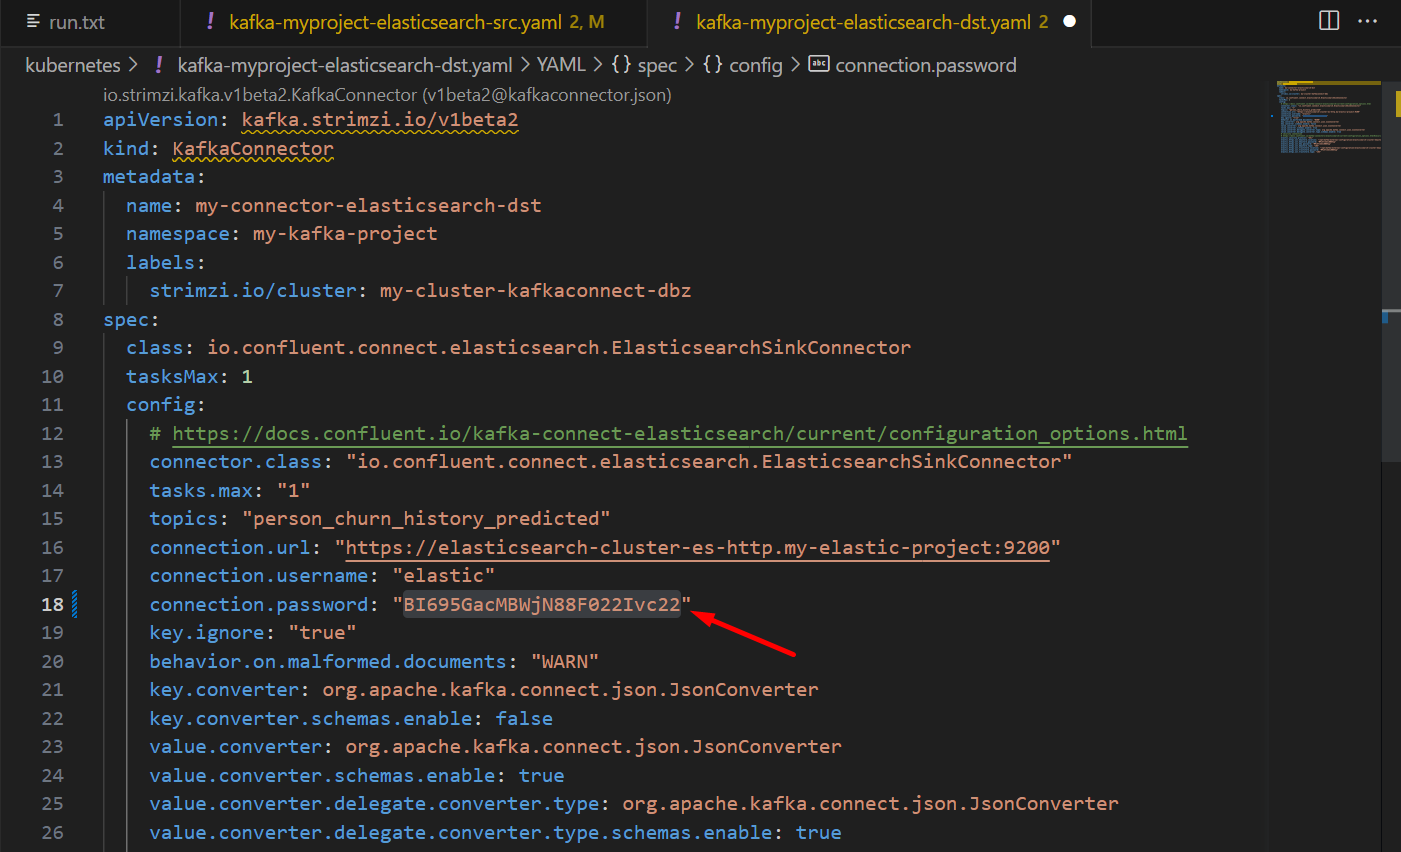 run.txt
! kafka-myproject-elasticsearch-src.yaml 2, M
! kafka-myproject-elasticsearch-dst.yaml 2
kubernetes > ! kafka-myproject-elasticsearch-dst.yaml > YAML > {} spec > {} config > abc connection.password
io.strimzi.kafka.v1beta2.KafkaConnector (v1beta2@kafkaconnector.json)
1 apiVersion: kafka.strimzi.io/v1beta2
2 kind: KafkaConnector
3 metadata:
4 name: my-connector-elasticsearch-dst
5 namespace: my-kafka-project
6 labels:
7 strimzi.io/cluster: my-cluster-kafkaconnect-dbz
8 spec:
9 class: io.confluent.connect.elasticsearch.ElasticsearchSinkConnector
10 tasksMax: 1
11 config:
12 # https://docs.confluent.io/kafka-connect-elasticsearch/current/configuration_options.html
13 connector.class: "io.confluent.connect.elasticsearch.ElasticsearchSinkConnector"
14 tasks.max: "1"
15 topics: "person_churn_history_predicted"
16 connection.url: "https://elasticsearch-cluster-es-http.my-elastic-project:9200"
17 connection.username: "elastic"
18 connection.password: "BI695GacMBWjN88F022Ivc22"
19 key.ignore: "true"
20 behavior.on.malformed.documents: "WARN"
21 key.converter: org.apache.kafka.connect.json.JsonConverter
22 key.converter.schemas.enable: false
23 value.converter: org.apache.kafka.connect.json.JsonConverter
24 value.converter.schemas.enable: true
25 value.converter.delegate.converter.type: org.apache.kafka.connect.json.JsonConverter
26 value.converter.delegate.converter.type.schemas.enable: true